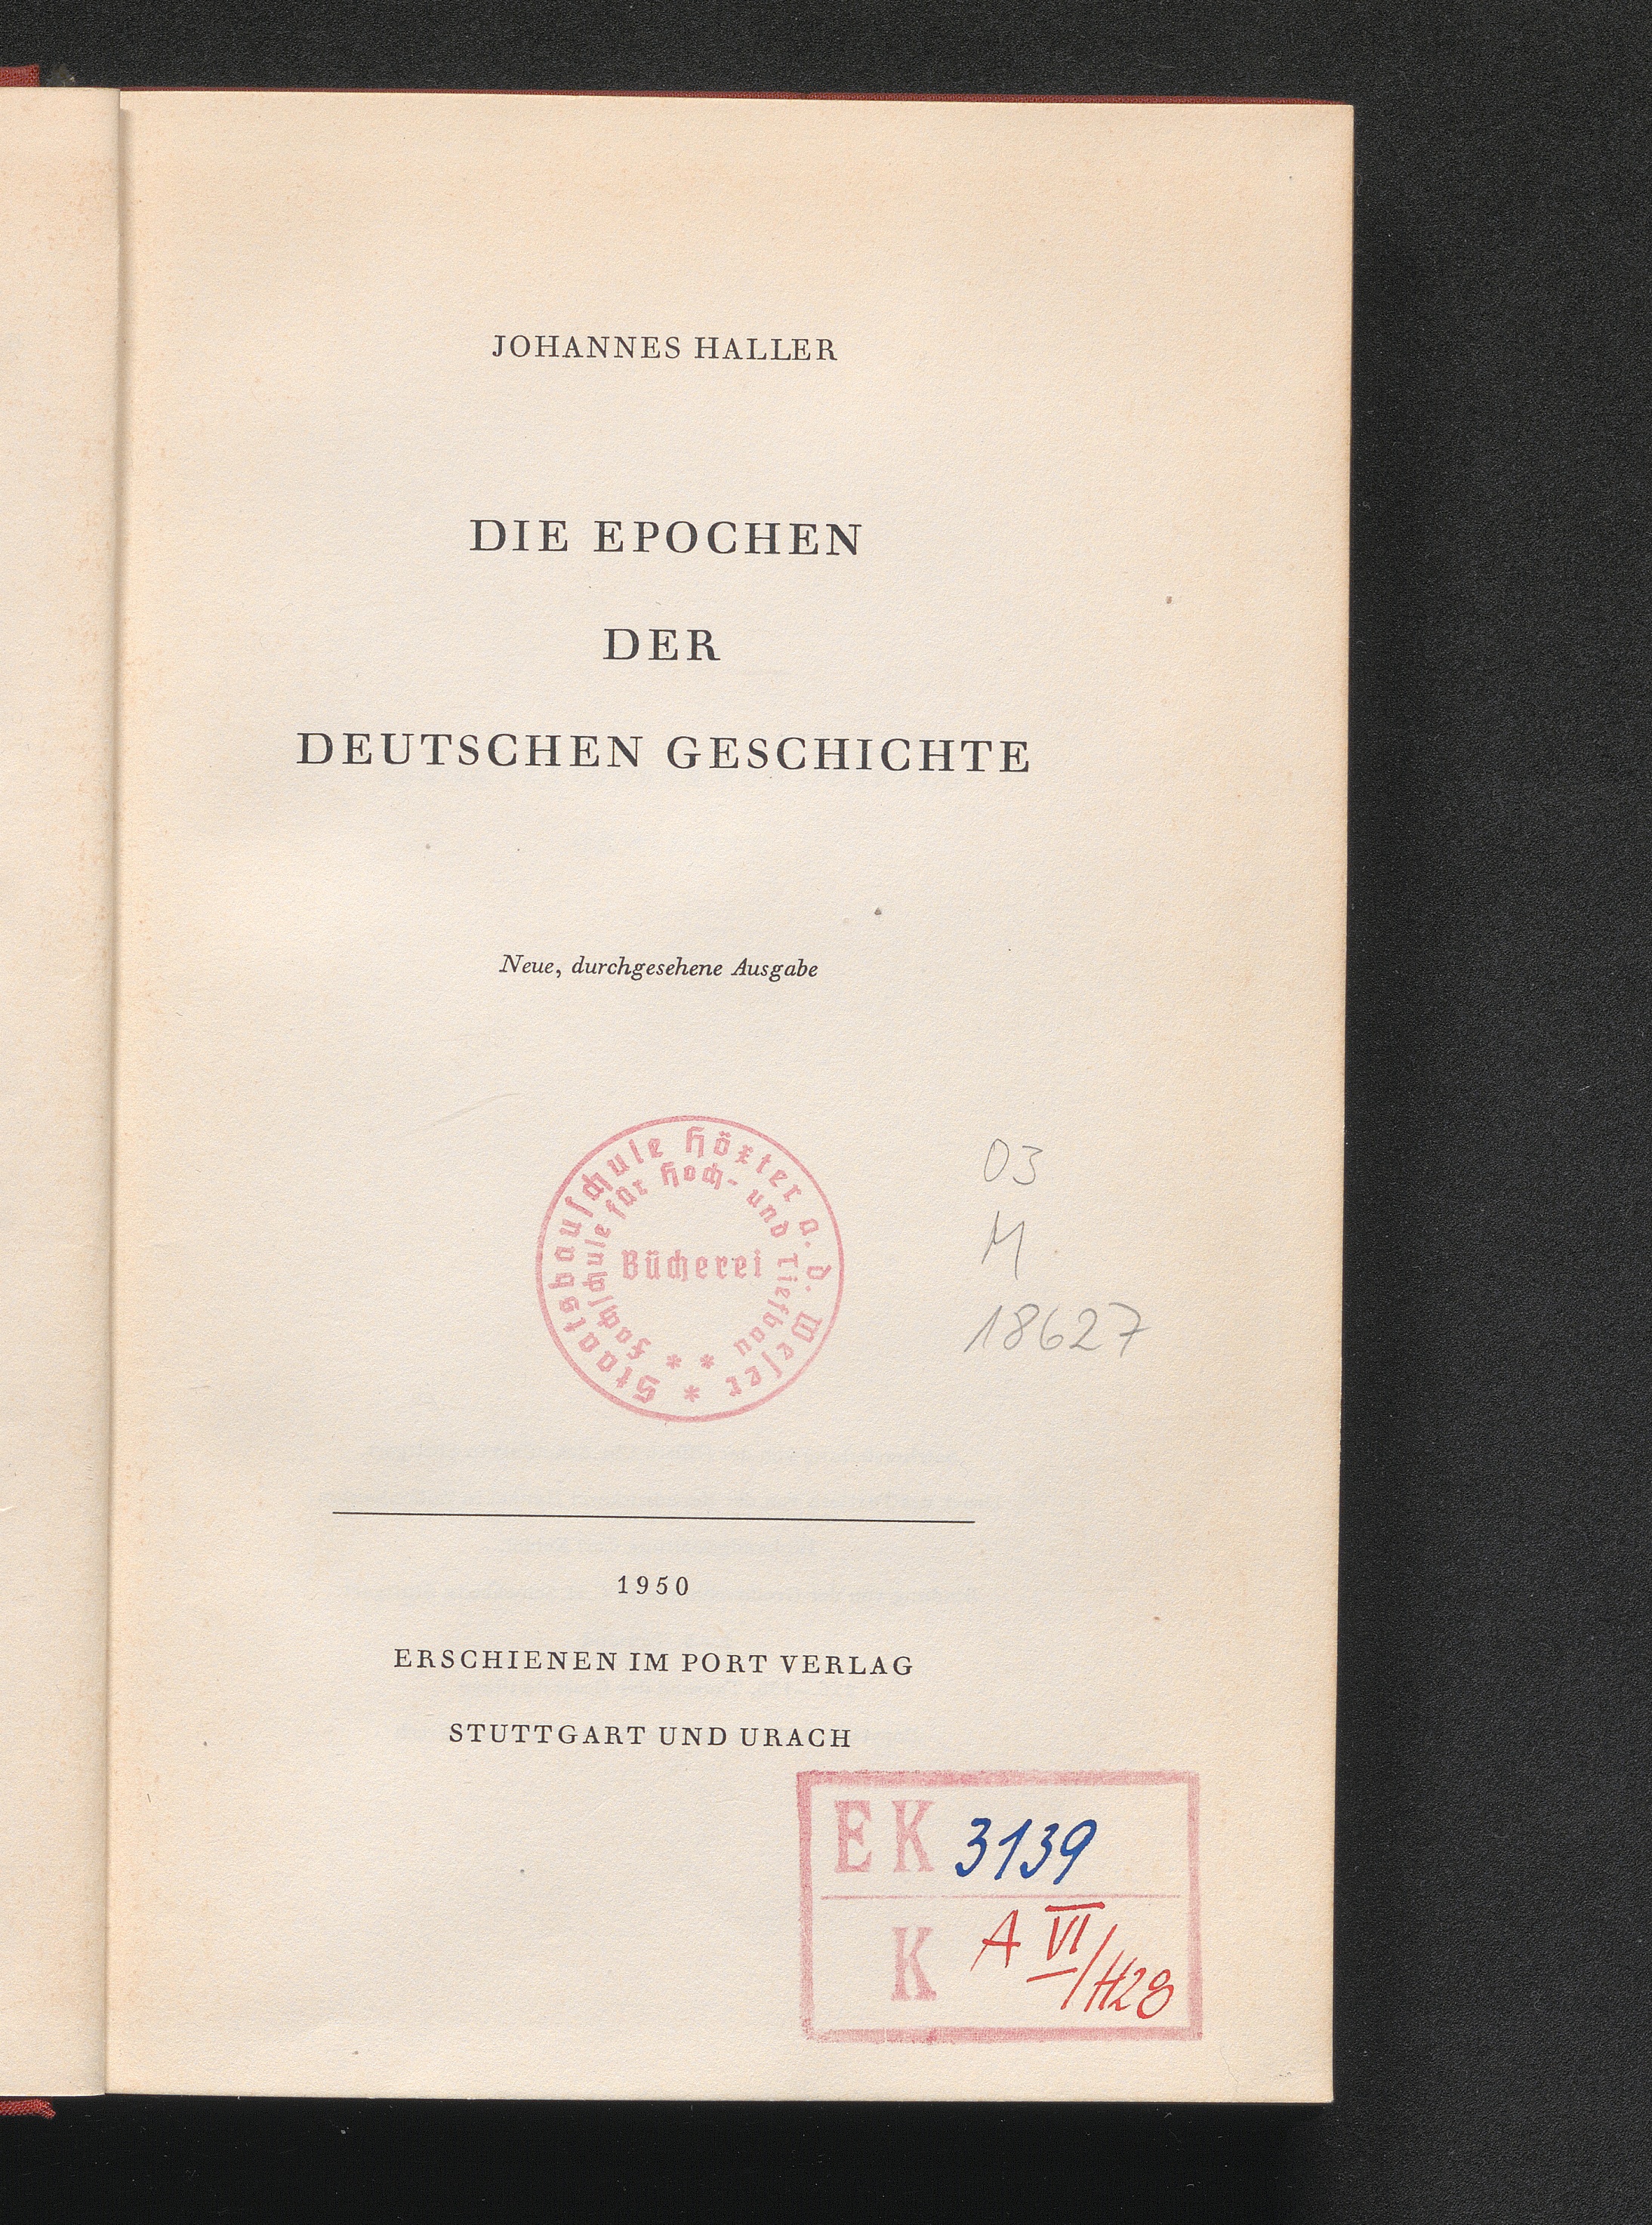 JOHANNES HALLER
DIE EPOCHEN
DER
DEUTSCHEN GESCHICHTE
Neue, durchgesehene Ausgabe
Staatsbauschule Höxter a. d. Weser *
Fachschule für Hoch- und Tiefbau * *
Bücherei
03
M
18627
1950
ERSCHIENEN IM PORT VERLAG
STUTTGART UND URACH
EK 3139
K A VI/H28